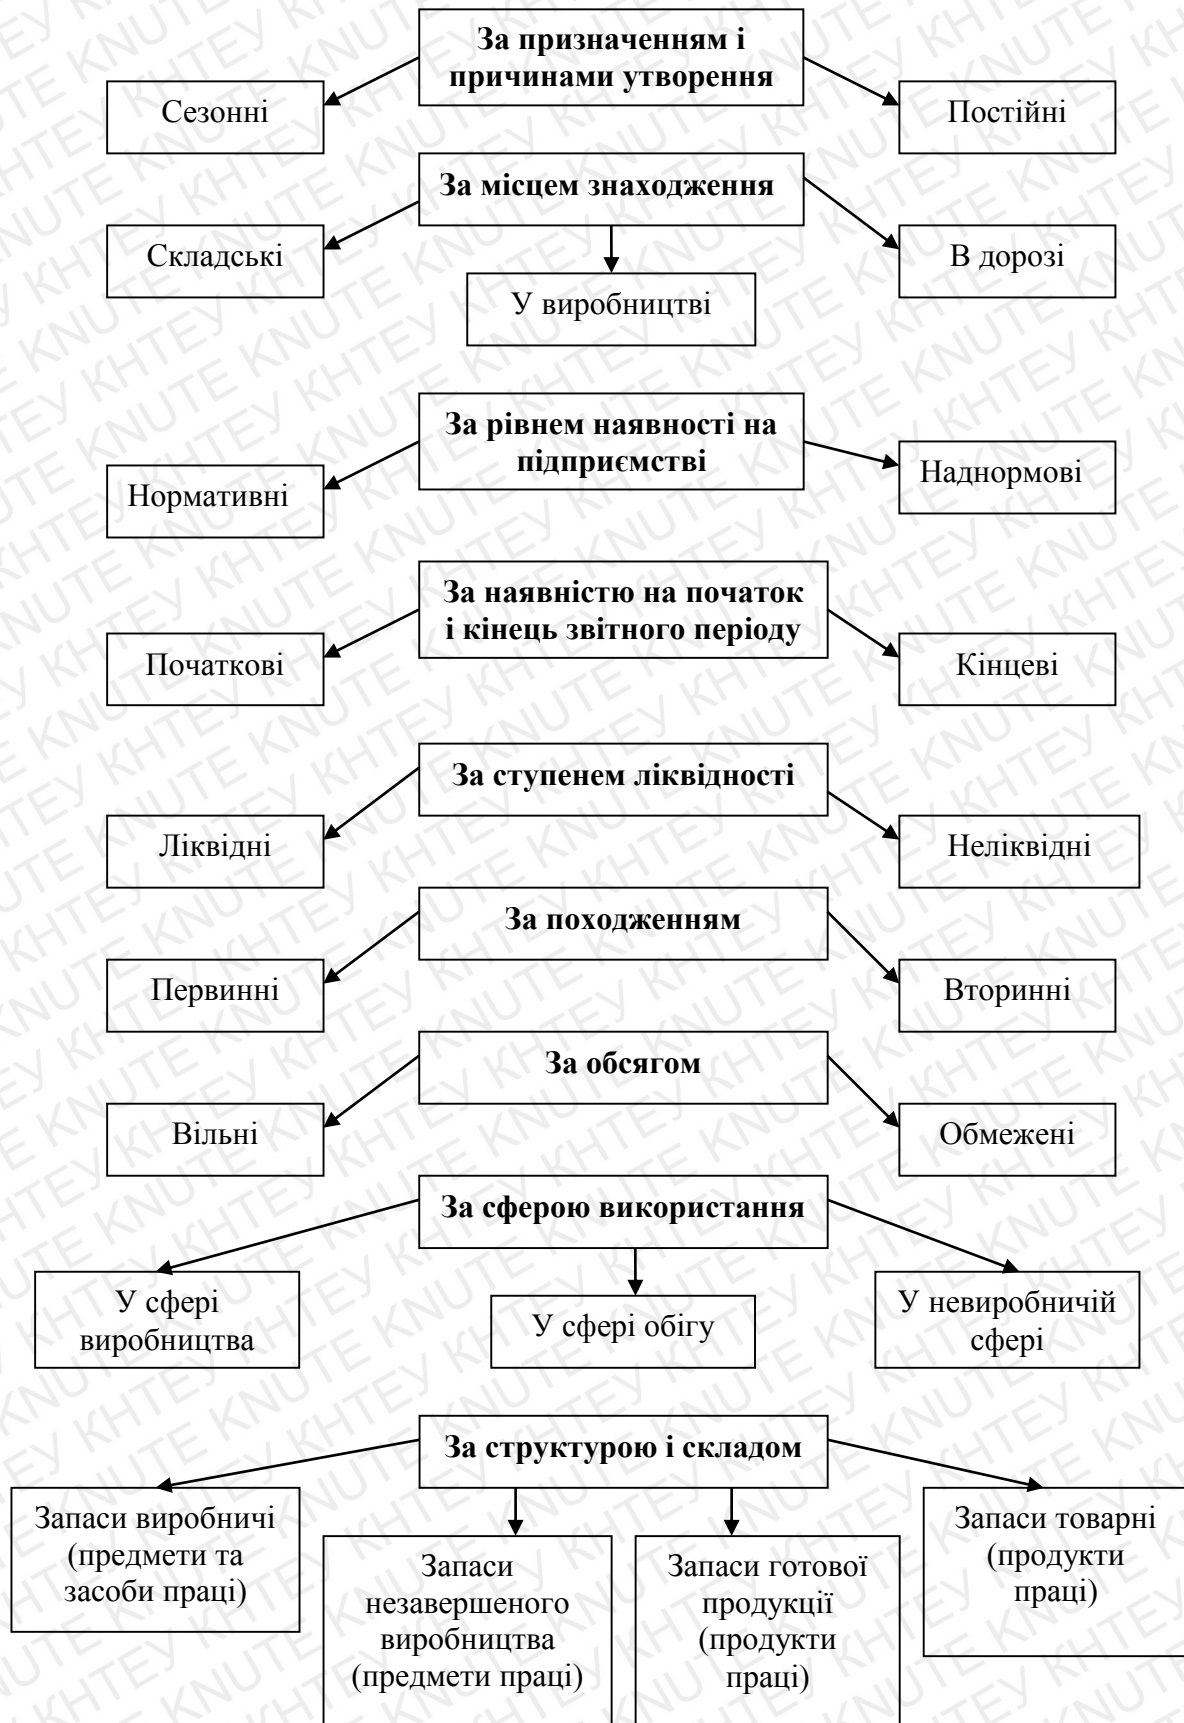 За призначенням і
причинами утворення
Сезонні
Постійні
За місцем знаходження
Складські
В дорозі
У виробництві
За рівнем наявності на
підприємстві
Нормативні
Наднормові
За наявністю на початок
і кінець звітного періоду
Початкові
Кінцеві
За ступенем ліквідності
Ліквідні
Неліквідні
За походженням
Первинні
Вторинні
За обсягом
Вільні
Обмежені
За сферою використання
У сфері
виробництва
У сфері обігу
У невиробничій
сфері
За структурою і складом
Запаси виробничі
(предмети та
засоби праці)
Запаси
незавершеного
виробництва
(предмети праці)
Запаси готової
продукції
(продукти
праці)
Запаси товарні
(продукти
праці)